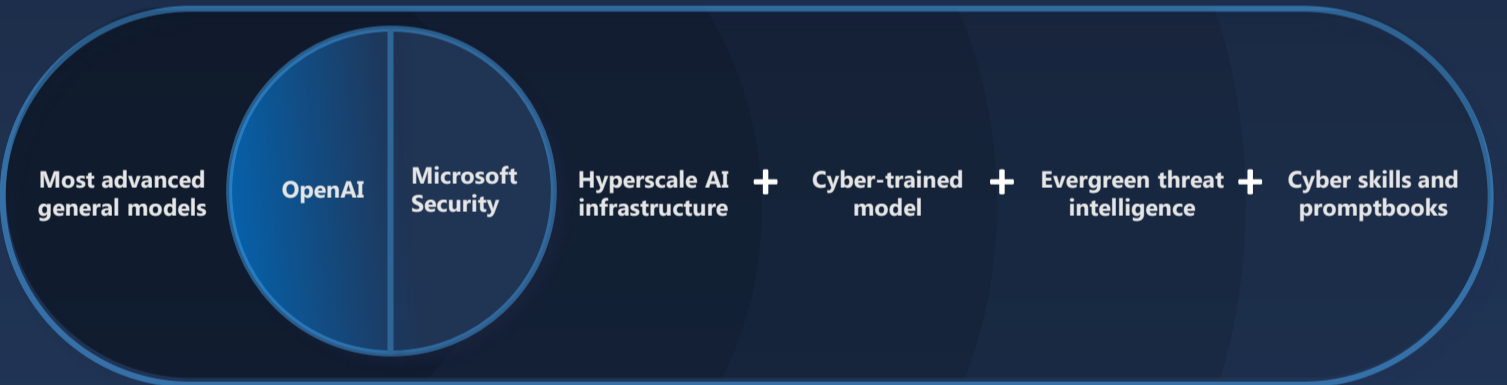 Most advanced
general models
OpenAI
Microsoft
Security
Hyperscale AI
infrastructure
+
Cyber-trained
model
+
Evergreen threat
intelligence
+
Cyber skills and
promptbooks